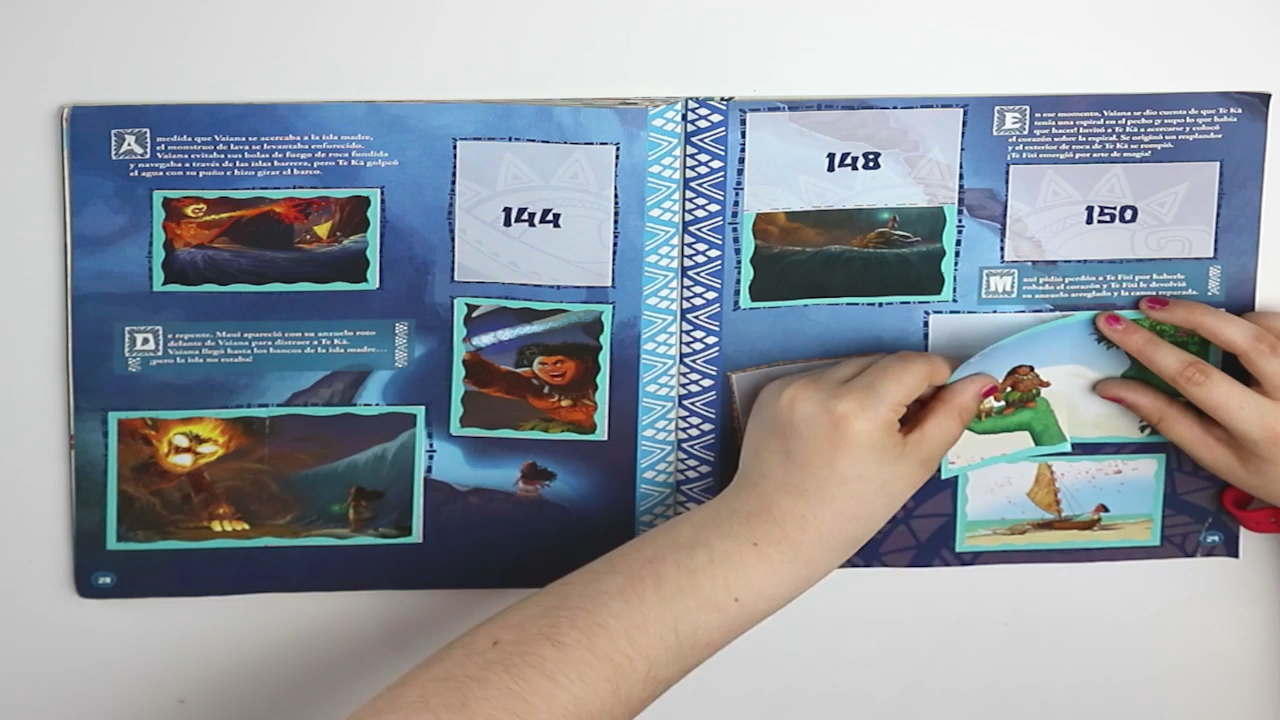 A medida que Vaiana se acercaba a la isla madre,
el monstruo de lava se levantaba enfurecido.
Vaiana evitaba sus bolas de fuego de roca fundida
y navegaba a través de las islas barrera, pero Te Kā golpeó
el agua con su puño e hizo girar el barco.
144
De repente, Maui apareció con su anzuelo roto
delante de Vaiana para distraer a Te Kā.
Vaiana llegó hasta los bancos de la isla madre...
¡pero la isla no estaba!
28
148
En ese momento, Vaiana se dio cuenta de que Te Kā
tenía una espiral en el pecho ¡y supo lo que había
que hacer! Invitó a Te Kā a acercarse y colocó
el corazón sobre la espiral. Se originó un resplandor
y el exterior de roca de Te Kā se rompió.
¡Te Fiti emergió por arte de magia!
150
Maui pidió perdón a Te Fiti por haberle
robado el corazón y Te Fiti le devolvió
su anzuelo arreglado y la canoa reparada.
29